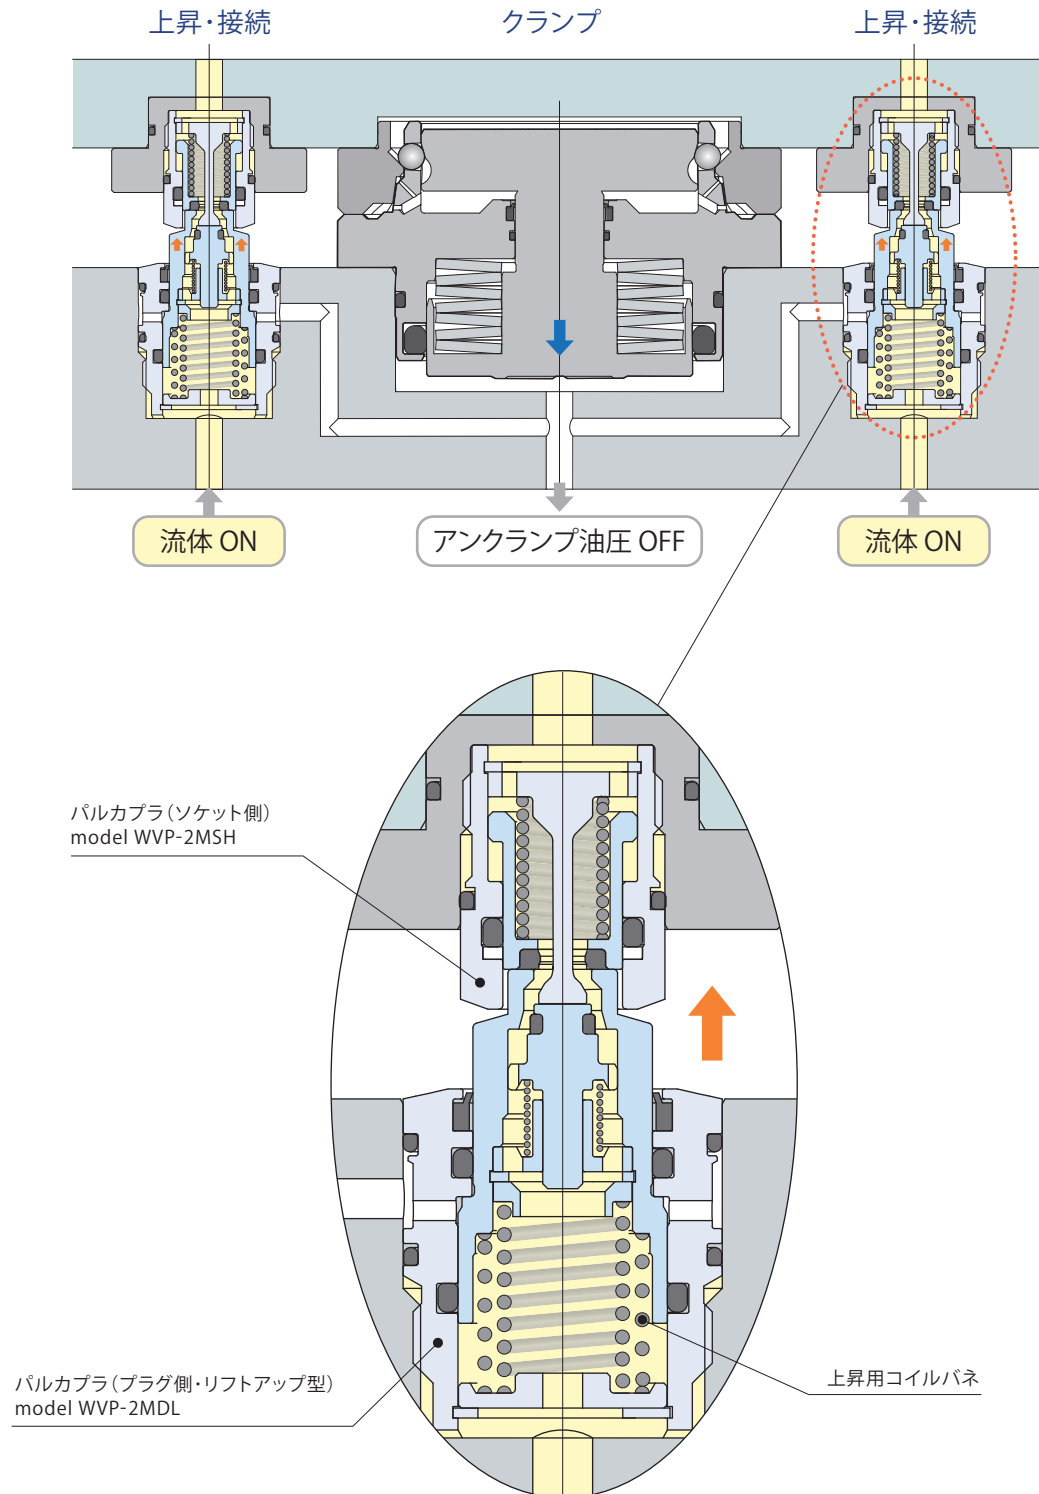 上昇・接続
クランプ
上昇・接続
流体 ON
アンクランプ油圧 OFF
流体 ON
パルカプラ（ソケット側）
model WVP-2MSH
パルカプラ（プラグ側・リフトアップ型）
model WVP-2MDL
上昇用コイルバネ